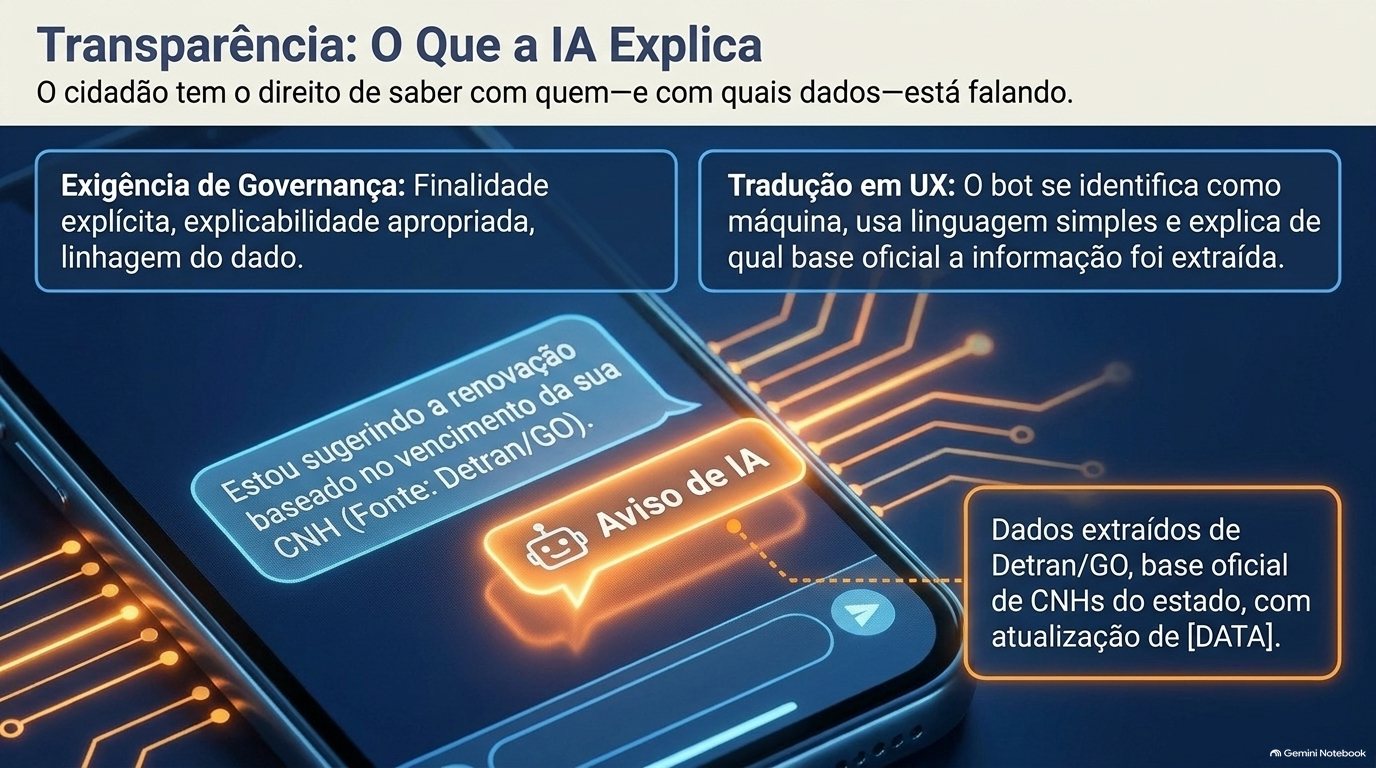 Transparência: O Que a IA Explica
O cidadão tem o direito de saber com quem—e com quais dados—está falando.
Exigência de Governança: Finalidade
explícita, explicabilidade apropriada,
linhagem do dado.
Tradução em UX: O bot se identifica como
máquina, usa linguagem simples e explica de
qual base oficial a informação foi extraída.
Estou sugerindo a renovação
baseado no vencimento da sua
CNH (Fonte: Detran/GO).
Aviso de IA
Dados extraídos de
Detran/GO, base oficial
de CNHs do estado, com
atualização de [DATA].
Gemini Notebook